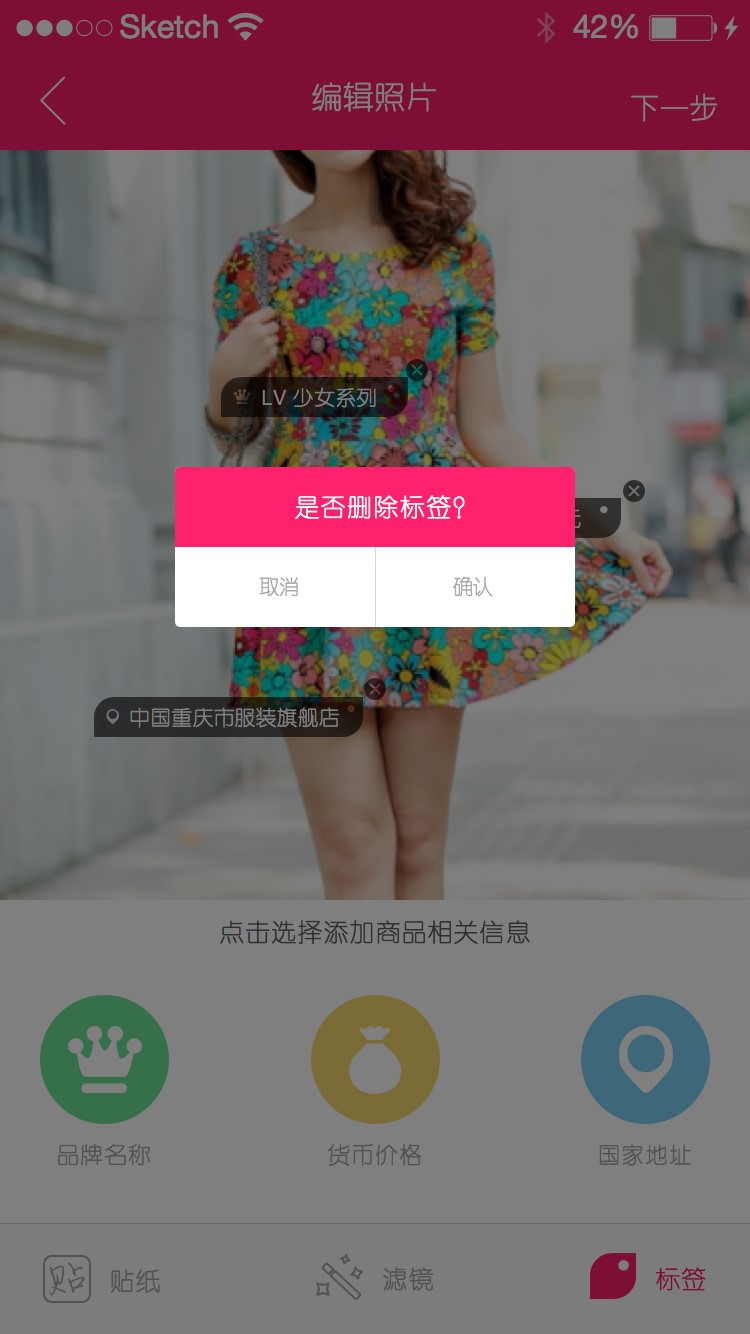 Sketch 42%
编辑照片
下一步
LV 少女系列
是否删除标签?
元
取消 确认
中国重庆市服装旗舰店
点击选择添加商品相关信息
品牌名称 货币价格 国家地址
贴 贴纸 滤镜 标签